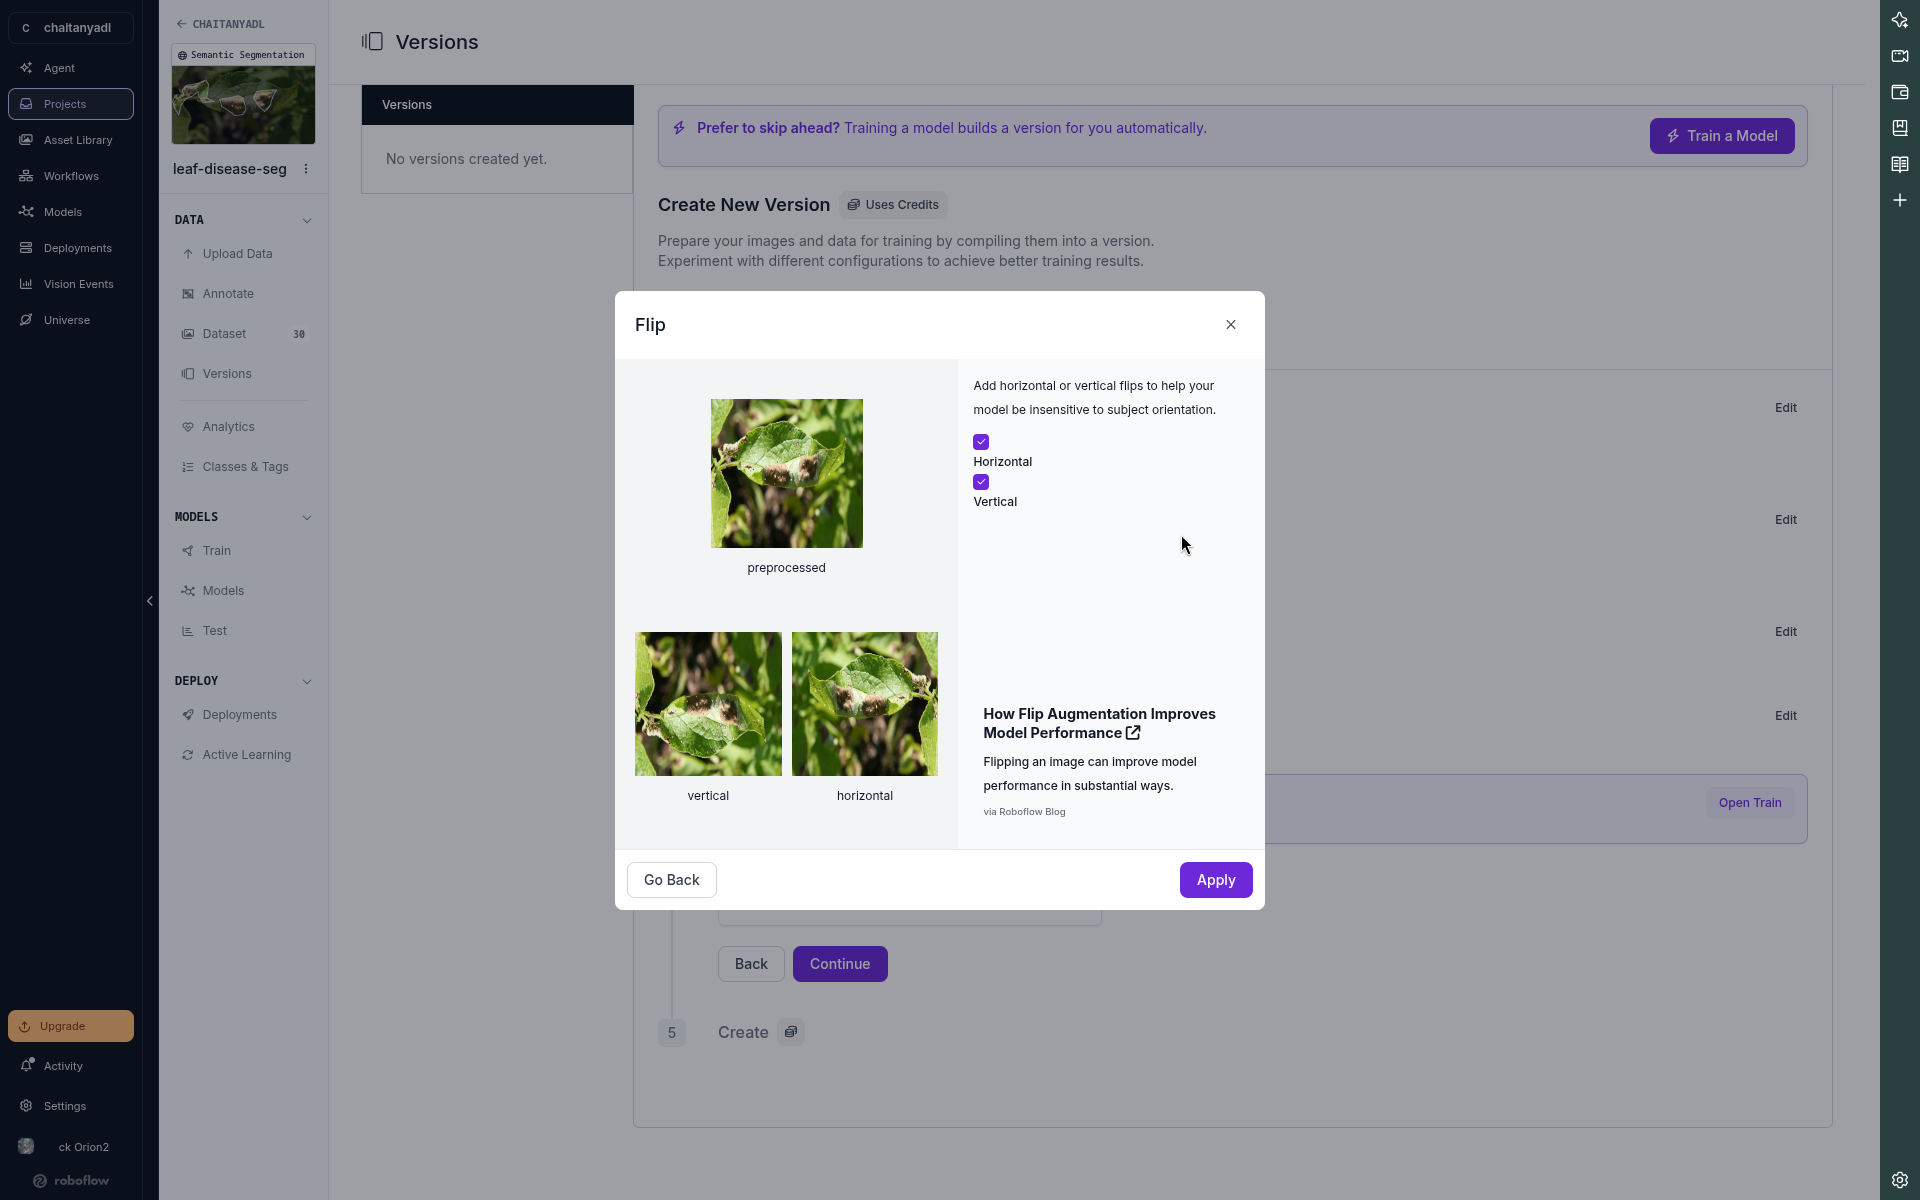 C chaitanyadl
Agent
Projects
Asset Library
Workflows
Models
Deployments
Vision Events
Universe
Upgrade
Activity
Settings
ck Orion2
roboflow
CHAITANYADL
Semantic Segmentation
leaf-disease-seg
DATA
Upload Data
Annotate
Dataset 30
Versions
Analytics
Classes & Tags
MODELS
Train
Models
Test
DEPLOY
Deployments
Active Learning
Versions
Versions
No versions created yet.
Prefer to skip ahead? Training a model builds a version for you automatically.
Train a Model
Create New Version Uses Credits
Prepare your images and data for training by compiling them into a version.
Experiment with different configurations to achieve better training results.
Edit
Edit
Edit
Edit
Open Train
Flip
preprocessed
vertical horizontal
Add horizontal or vertical flips to help your
model be insensitive to subject orientation.
Horizontal
Vertical
How Flip Augmentation Improves
Model Performance
Flipping an image can improve model
performance in substantial ways.
via Roboflow Blog
Go Back Apply
Back Continue
5 Create